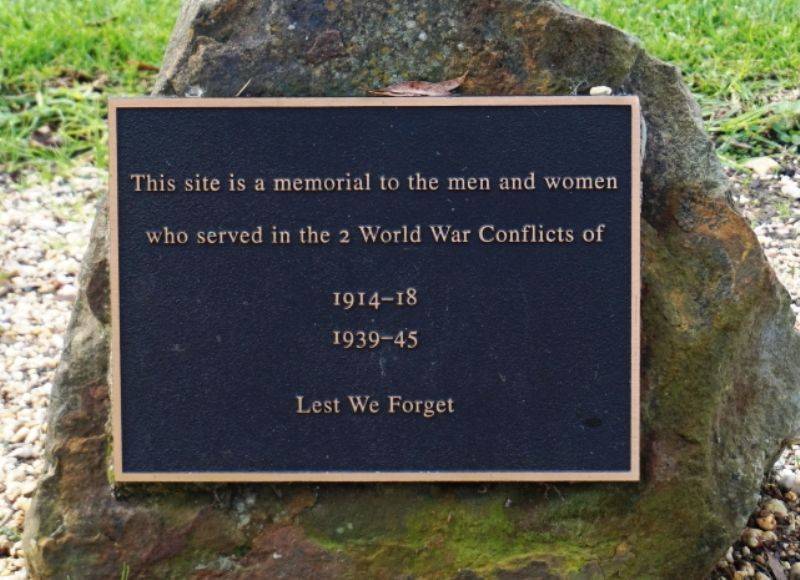 This site is a memorial to the men and women
who served in the 2 World War Conflicts of
1914–18
1939–45
Lest We Forget